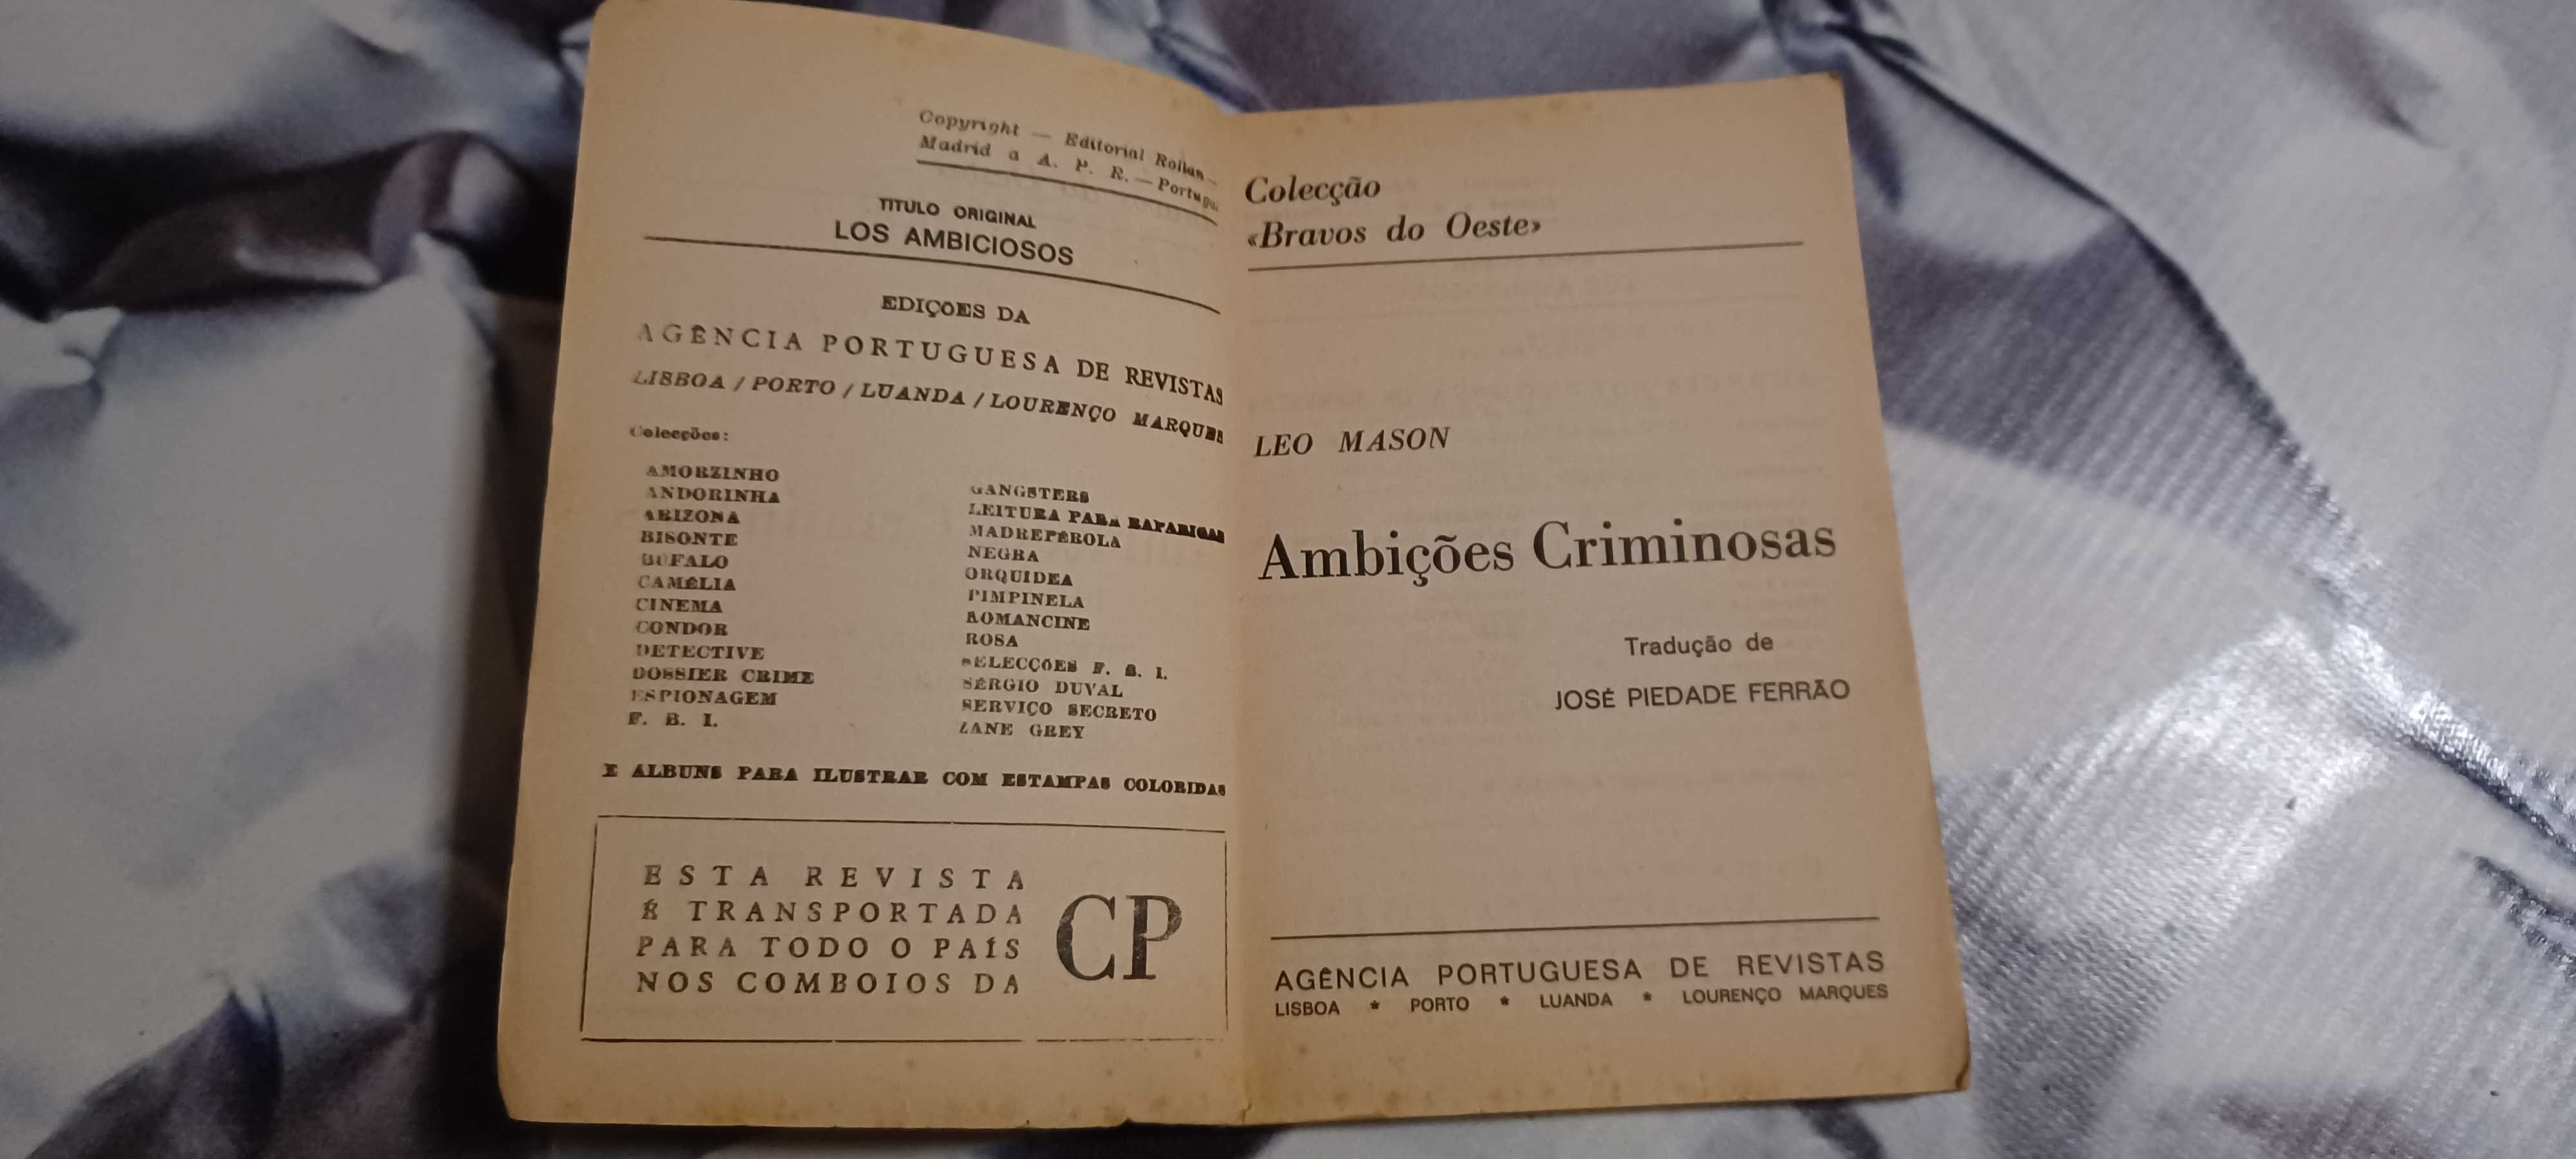 Copyright — Editorial Rollan —
Madrid a A. P. R. — Portugu
TITULO ORIGINAL
LOS AMBICIOSOS
EDIÇOES DA
AGÊNCIA PORTUGUESA DE REVISTAS
LISBOA / PORTO / LUANDA / LOURENÇO MARQUES
Colecções:
AMORZINHO
ANDORINHA
ARIZONA
BISONTE
BUFALO
CAMÉLIA
CINEMA
CONDOR
DETECTIVE
DOSSIER CRIME
ESPIONAGEM
F. B. I.
GANGSTERS
LEITURA PARA RAPARIGAS
MADREPÉROLA
NEGRA
ORQUIDEA
PIMPINELA
ROMANCINE
ROSA
SELECÇÕES F. B. I.
SÉRGIO DUVAL
SERVIÇO SECRETO
ZANE GREY
E ALBUNS PARA ILUSTRAR COM ESTAMPAS COLORIDAS
ESTA REVISTA
É TRANSPORTADA
PARA TODO O PAÍS
NOS COMBOIOS DA
CP
Colecção
«Bravos do Oeste»
LEO MASON
Ambições Criminosas
Tradução de
JOSÉ PIEDADE FERRÃO
AGÊNCIA PORTUGUESA DE REVISTAS
LISBOA * PORTO * LUANDA * LOURENÇO MARQUES